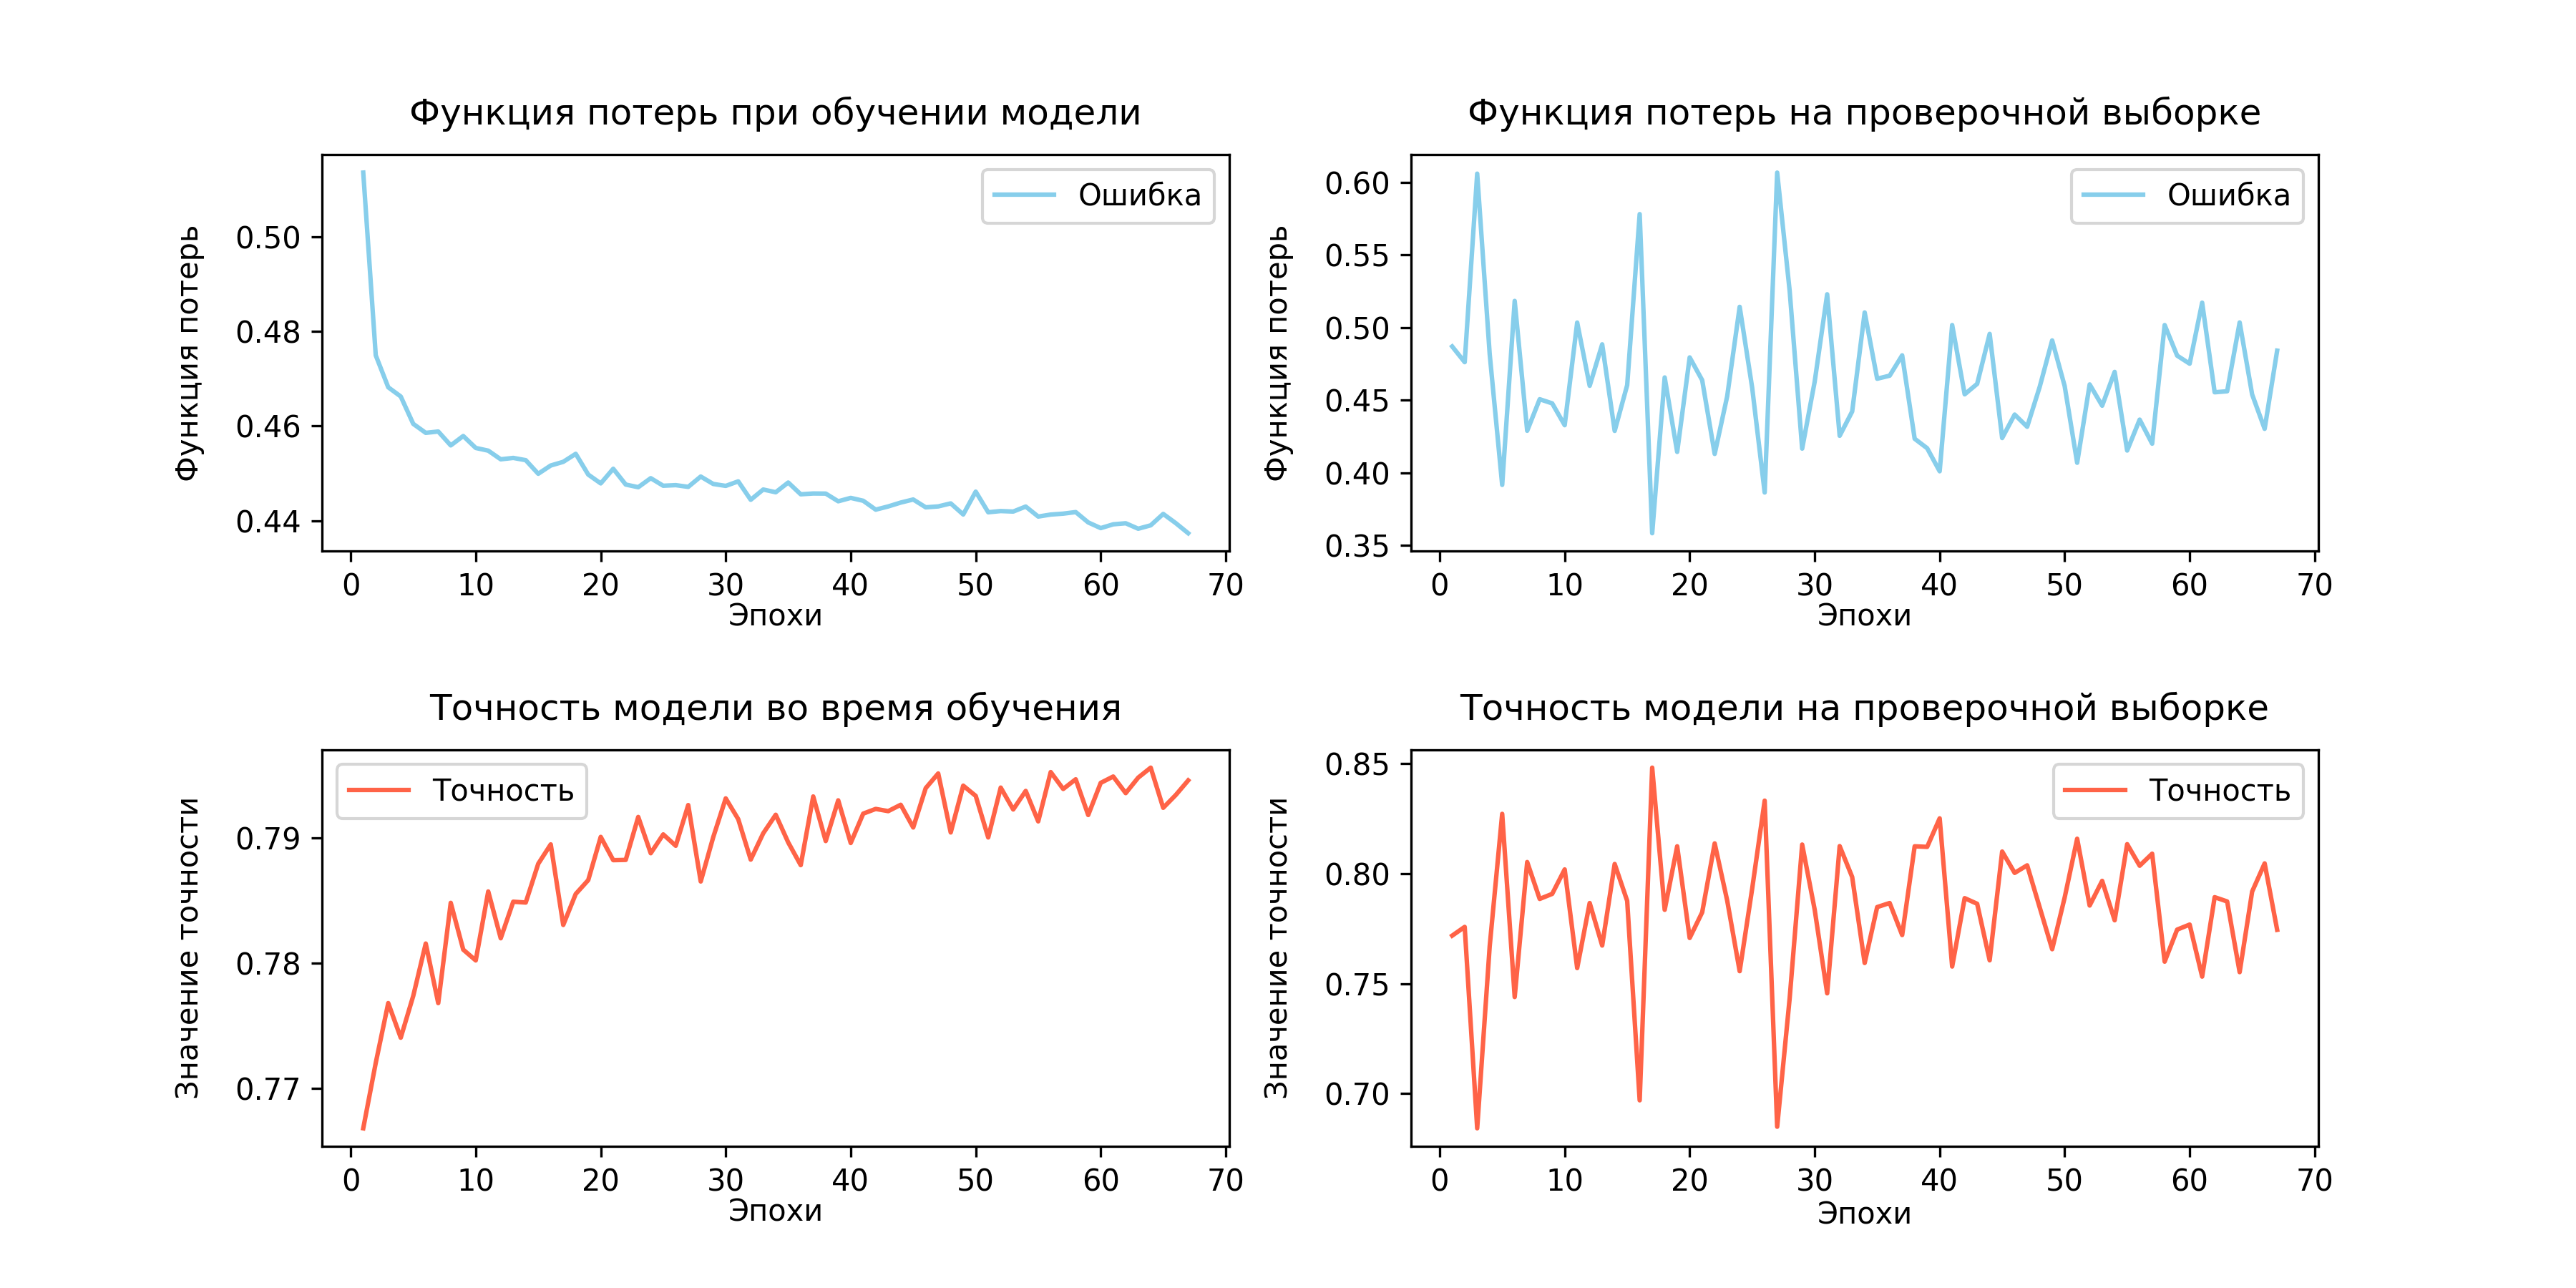 Функция потерь при обучении модели
Ошибка
Функция потерь
0.50
0.48
0.46
0.44
0 10 20 30 40 50 60 70
Эпохи
Функция потерь на проверочной выборке
Ошибка
Функция потерь
0.60
0.55
0.50
0.45
0.40
0.35
0 10 20 30 40 50 60 70
Эпохи
Точность модели во время обучения
Точность
Значение точности
0.79
0.78
0.77
0 10 20 30 40 50 60 70
Эпохи
Точность модели на проверочной выборке
Точность
Значение точности
0.85
0.80
0.75
0.70
0 10 20 30 40 50 60 70
Эпохи